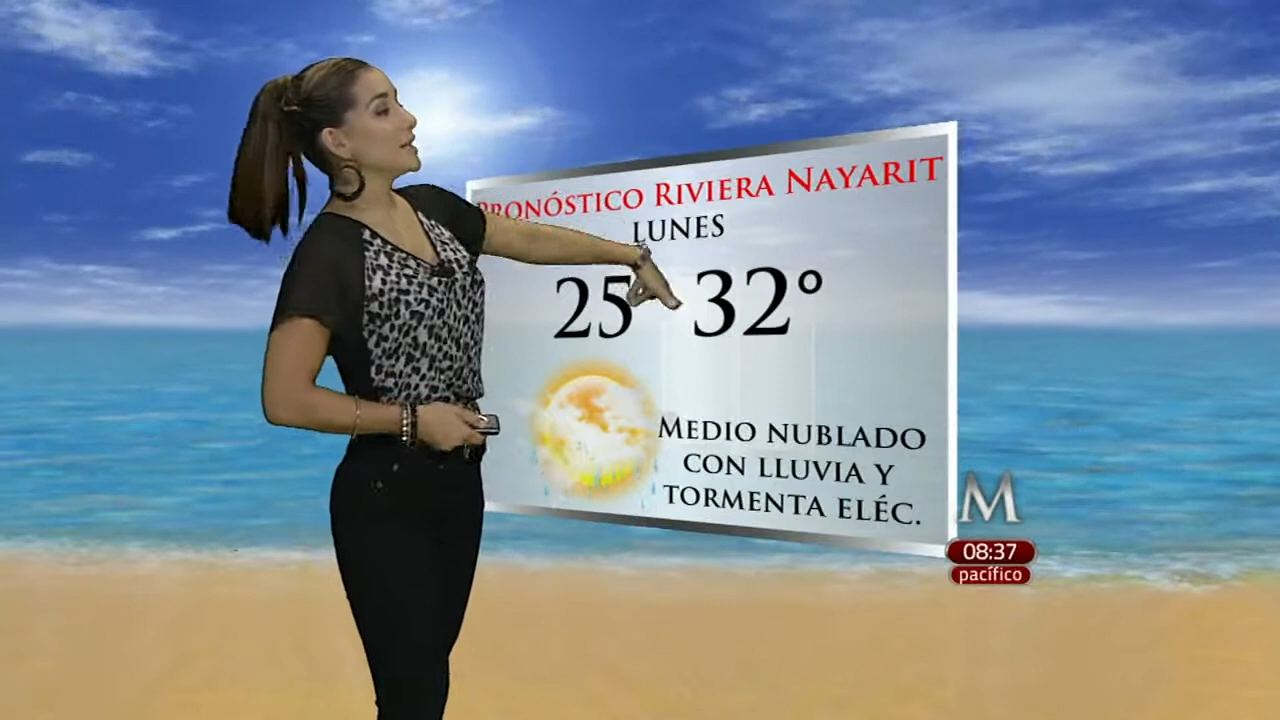 PRONÓSTICO RIVIERA NAYARIT
LUNES
25 32°
MEDIO NUBLADO
CON LLUVIA Y
TORMENTA ELÉC.
M
08:37
pacífico